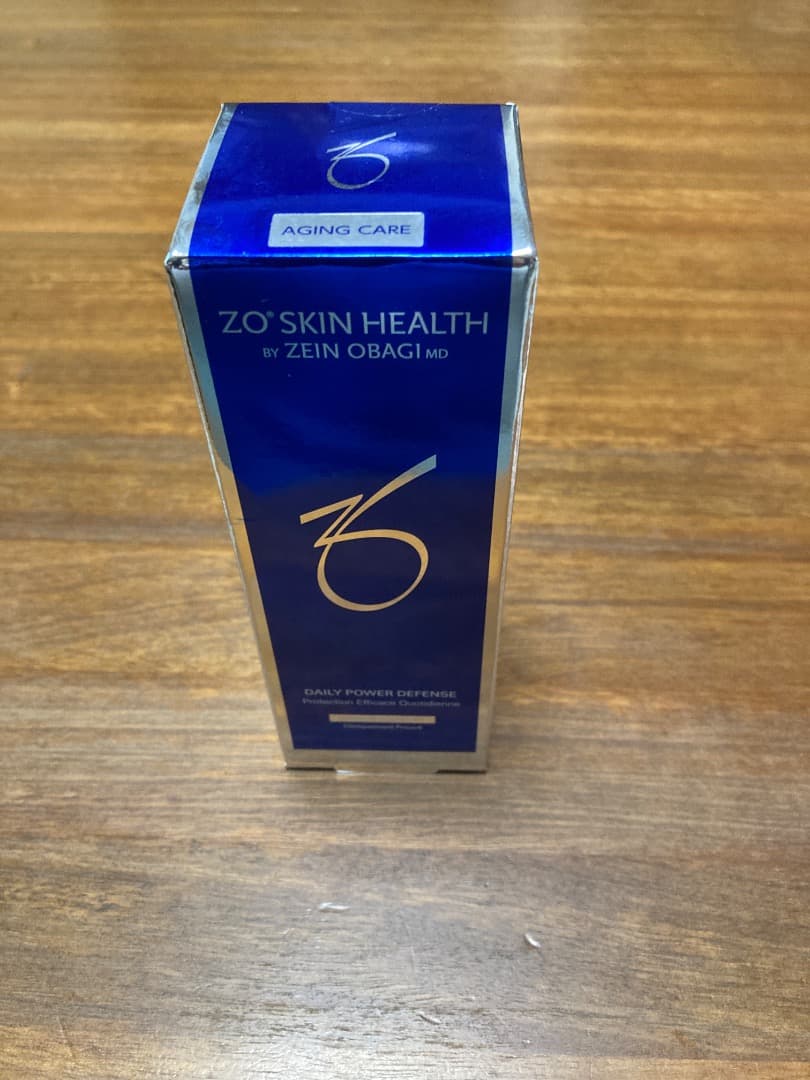 AGING CARE
ZO® SKIN HEALTH
BY ZEIN OBAGI MD
DAILY POWER DEFENSE
Protection Efficace Quotidienne